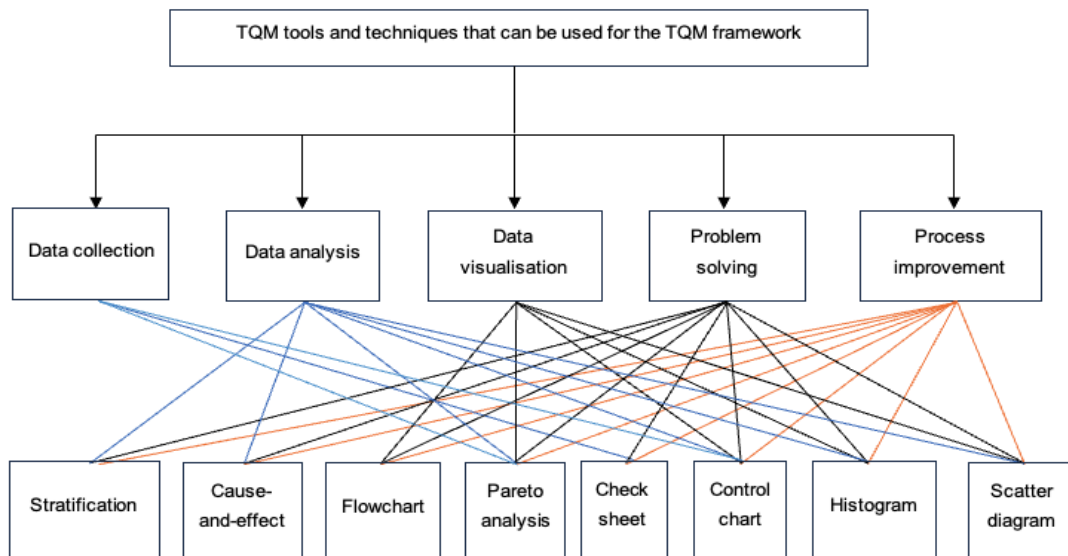 TQM tools and techniques that can be used for the TQM framework
Data collection
Data analysis
Data
visualisation
Problem
solving
Process
improvement
Stratification
Cause-
and-effect
Flowchart
Pareto
analysis
Check
sheet
Control
chart
Histogram
Scatter
diagram